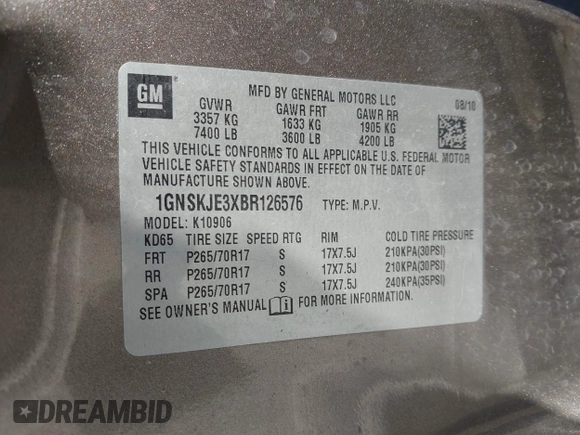 GM
MFD BY GENERAL MOTORS LLC
08/10
GVWR GAWR FRT GAWR RR
3357 KG 1633 KG 1905 KG
7400 LB 3600 LB 4200 LB
THIS VEHICLE CONFORMS TO ALL APPLICABLE U.S. FEDERAL MOTOR
VEHICLE SAFETY STANDARDS IN EFFECT ON THE DATE OF
MANUFACTURE SHOWN ABOVE.
1GNSKJE3XBR126576 TYPE: M.P.V.
MODEL: K10906
KD65 TIRE SIZE SPEED RTG RIM COLD TIRE PRESSURE
FRT P265/70R17 S 17X7.5J 210KPA(30PSI)
RR P265/70R17 S 17X7.5J 210KPA(30PSI)
SPA P265/70R17 S 17X7.5J 240KPA(35PSI)
SEE OWNER'S MANUAL FOR MORE INFORMATION.
DREAMBID